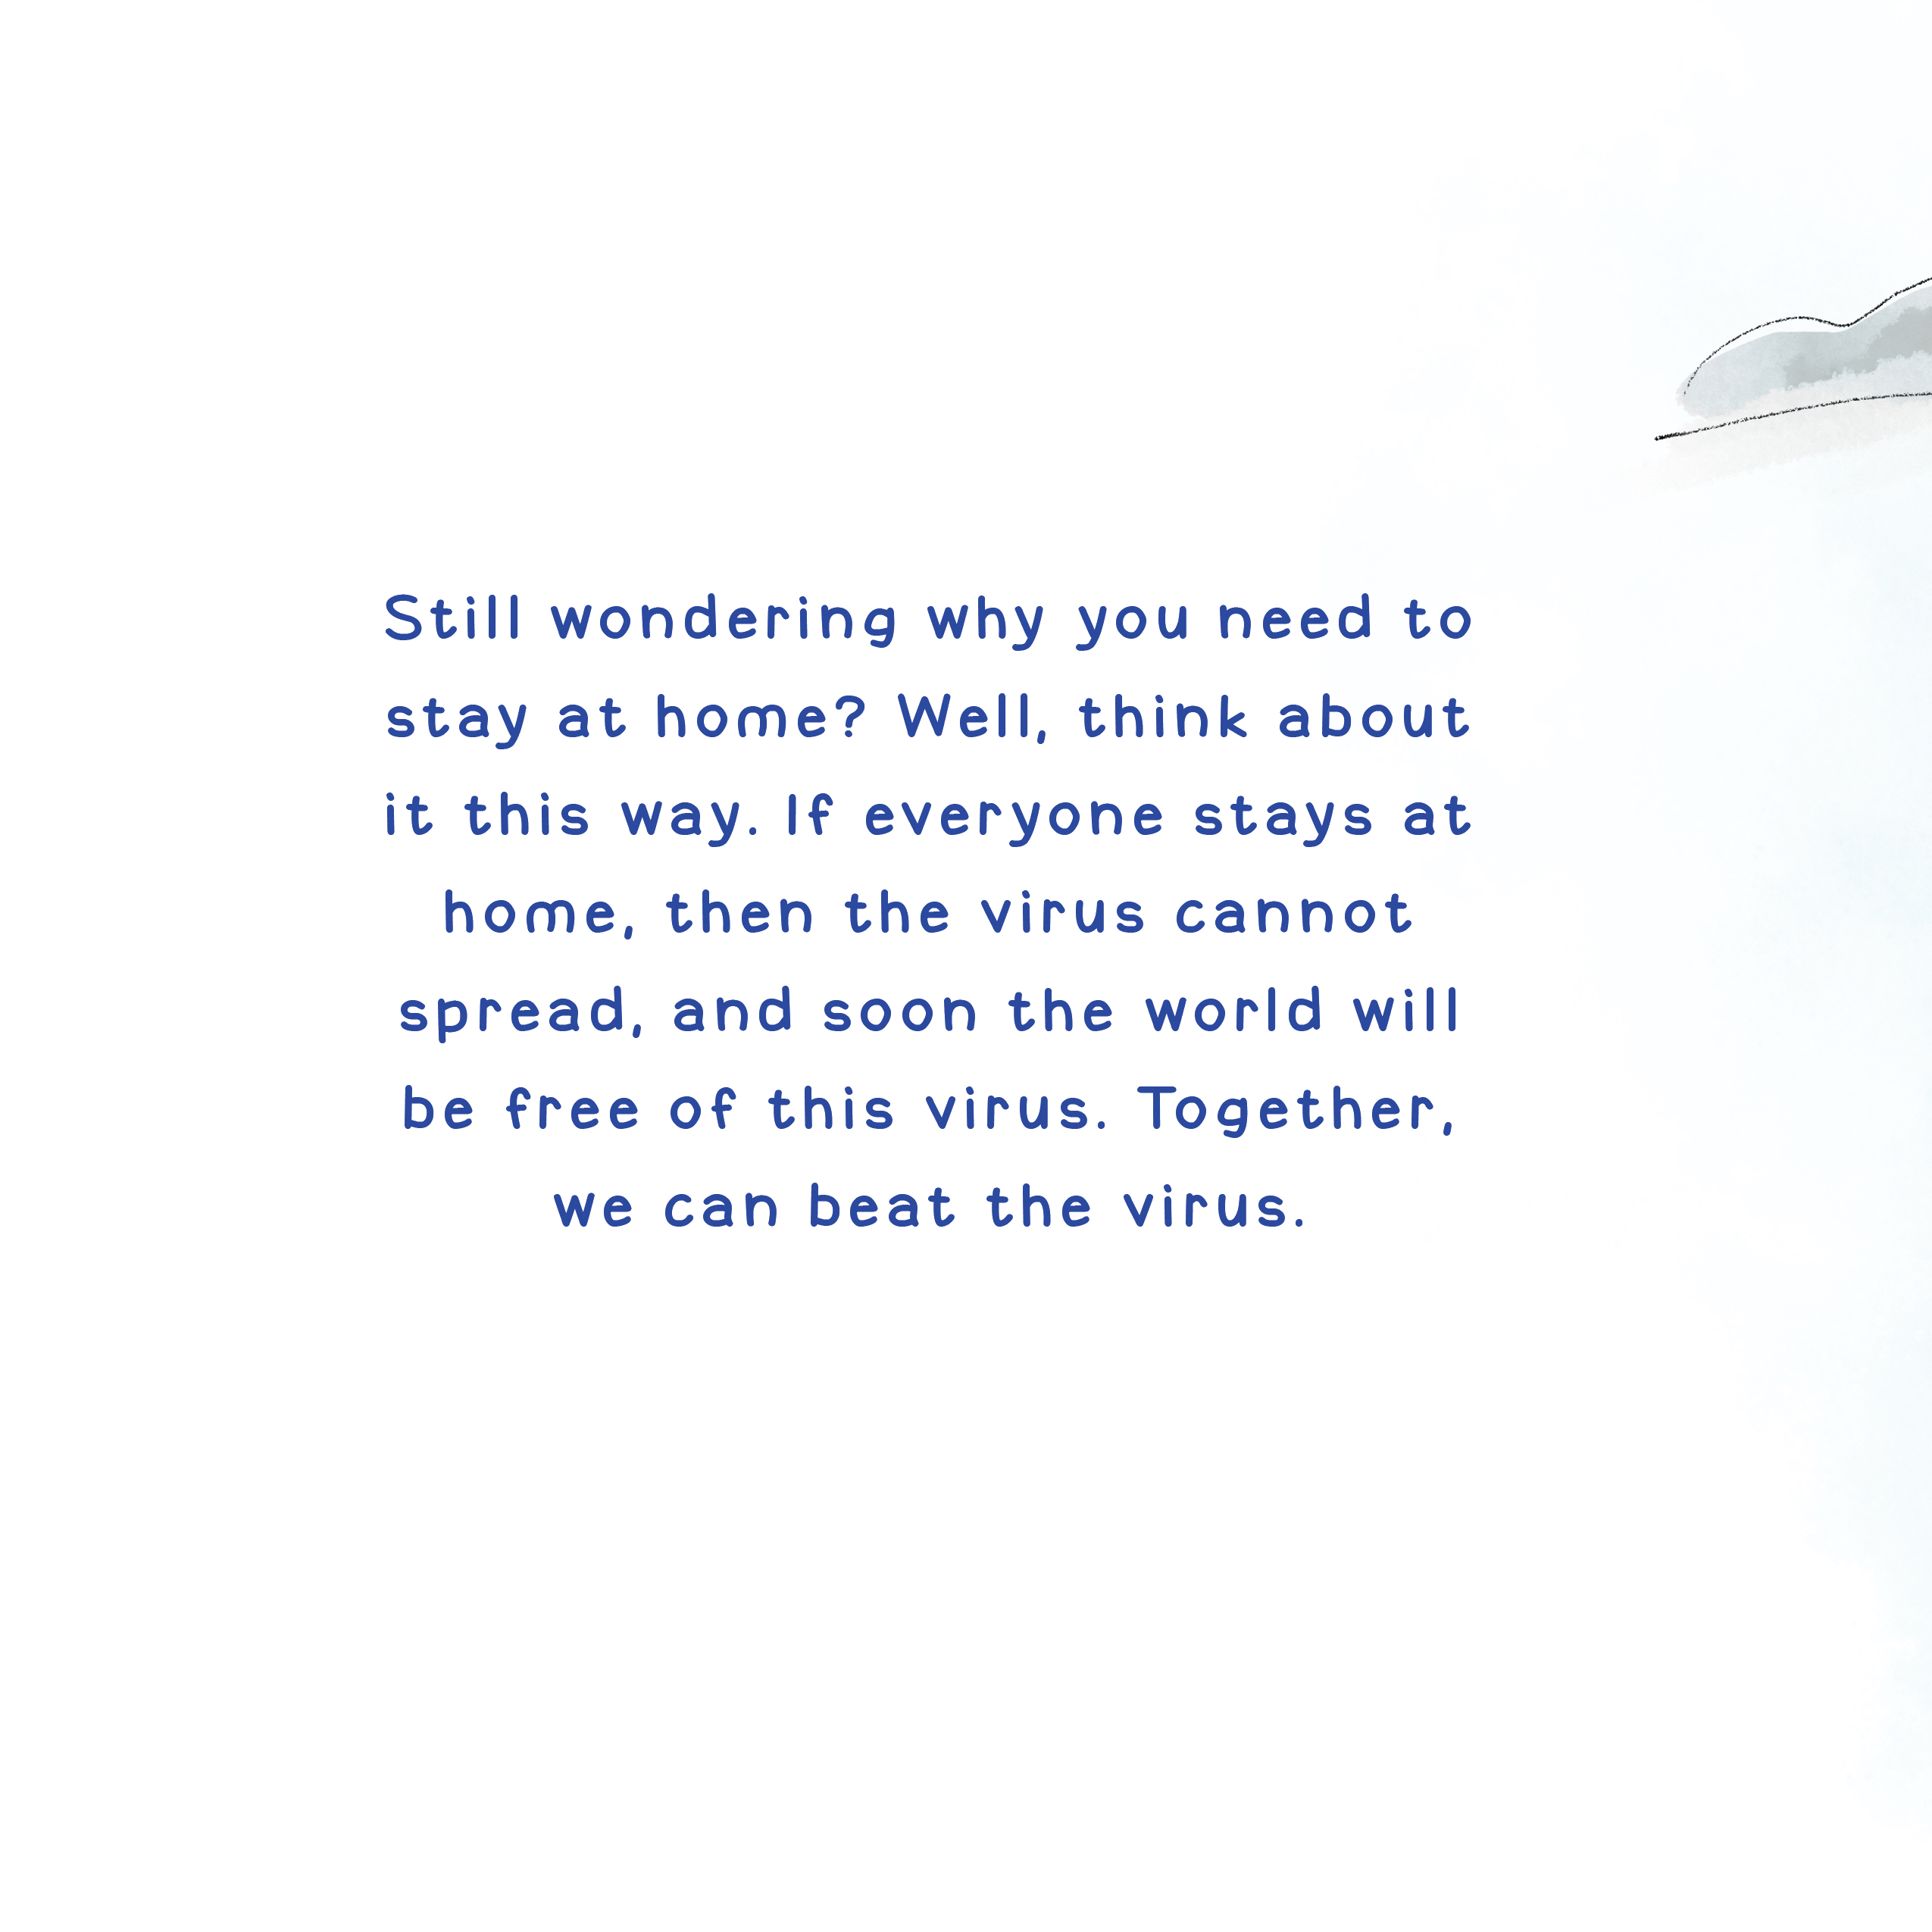 Still wondering why you need to
stay at home? Well, think about
it this way. If everyone stays at
home, then the virus cannot
spread, and soon the world will
be free of this virus. Together,
we can beat the virus.